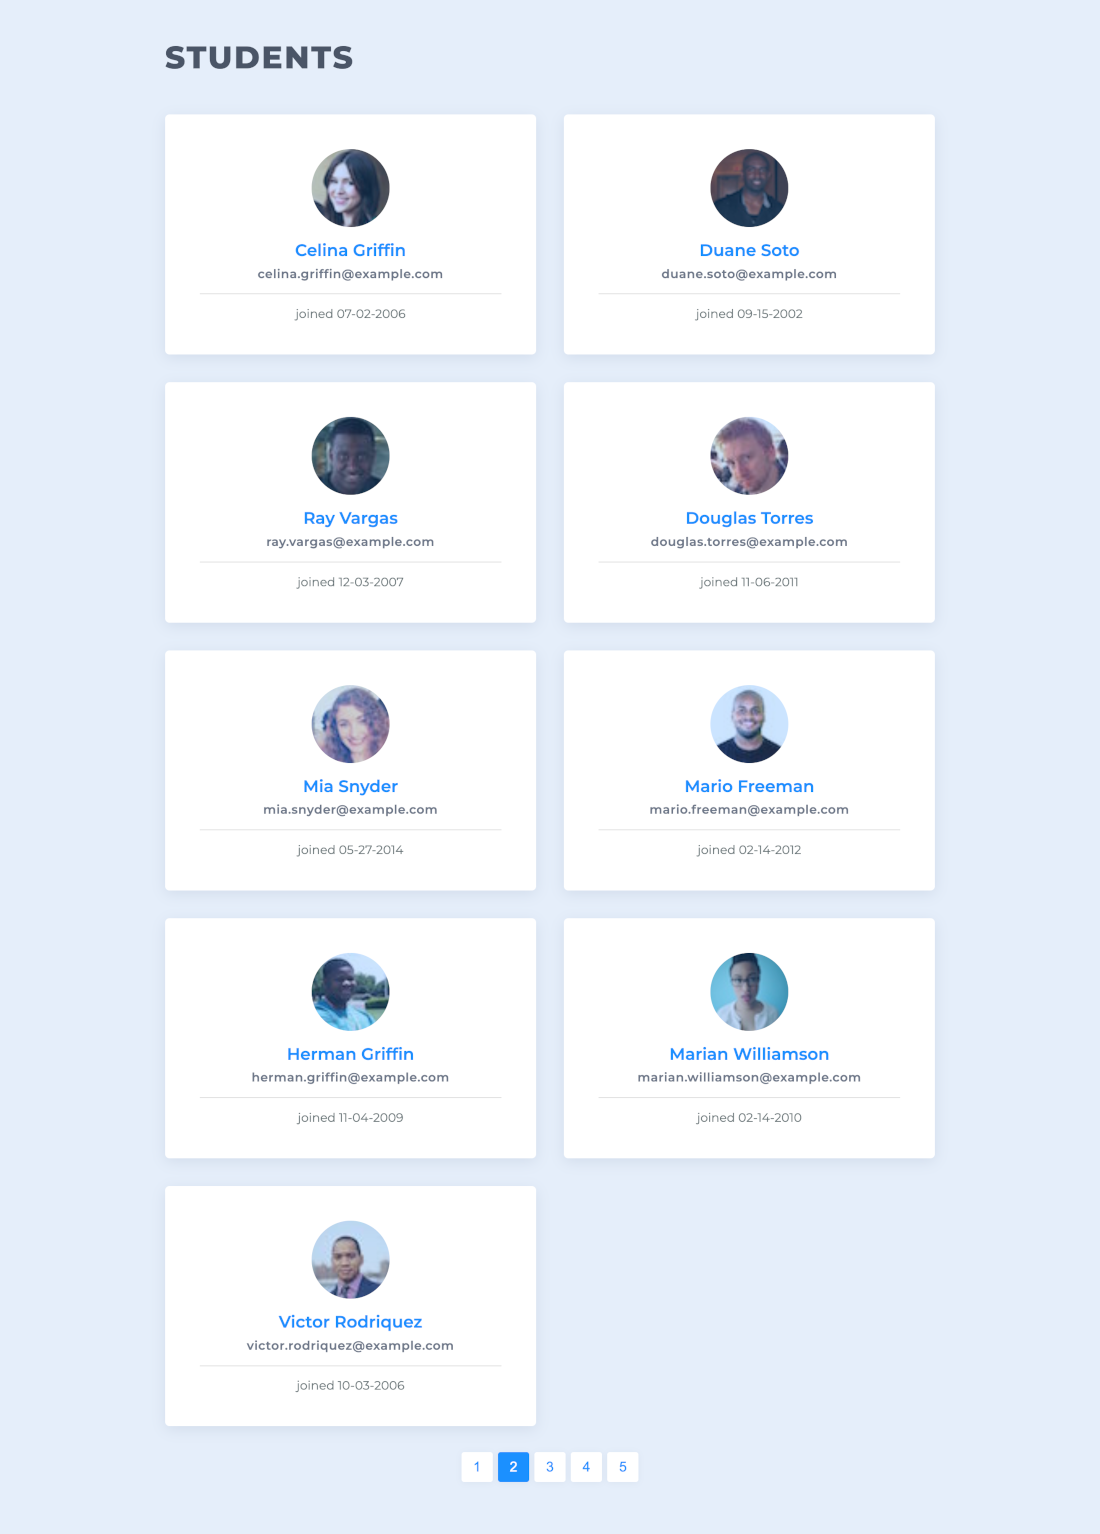 STUDENTS
Celina Griffin
celina.griffin@example.com
joined 07-02-2006
Duane Soto
duane.soto@example.com
joined 09-15-2002
Ray Vargas
ray.vargas@example.com
joined 12-03-2007
Douglas Torres
douglas.torres@example.com
joined 11-06-2011
Mia Snyder
mia.snyder@example.com
joined 05-27-2014
Mario Freeman
mario.freeman@example.com
joined 02-14-2012
Herman Griffin
herman.griffin@example.com
joined 11-04-2009
Marian Williamson
marian.williamson@example.com
joined 02-14-2010
Victor Rodriquez
victor.rodriquez@example.com
joined 10-03-2006
1 2 3 4 5